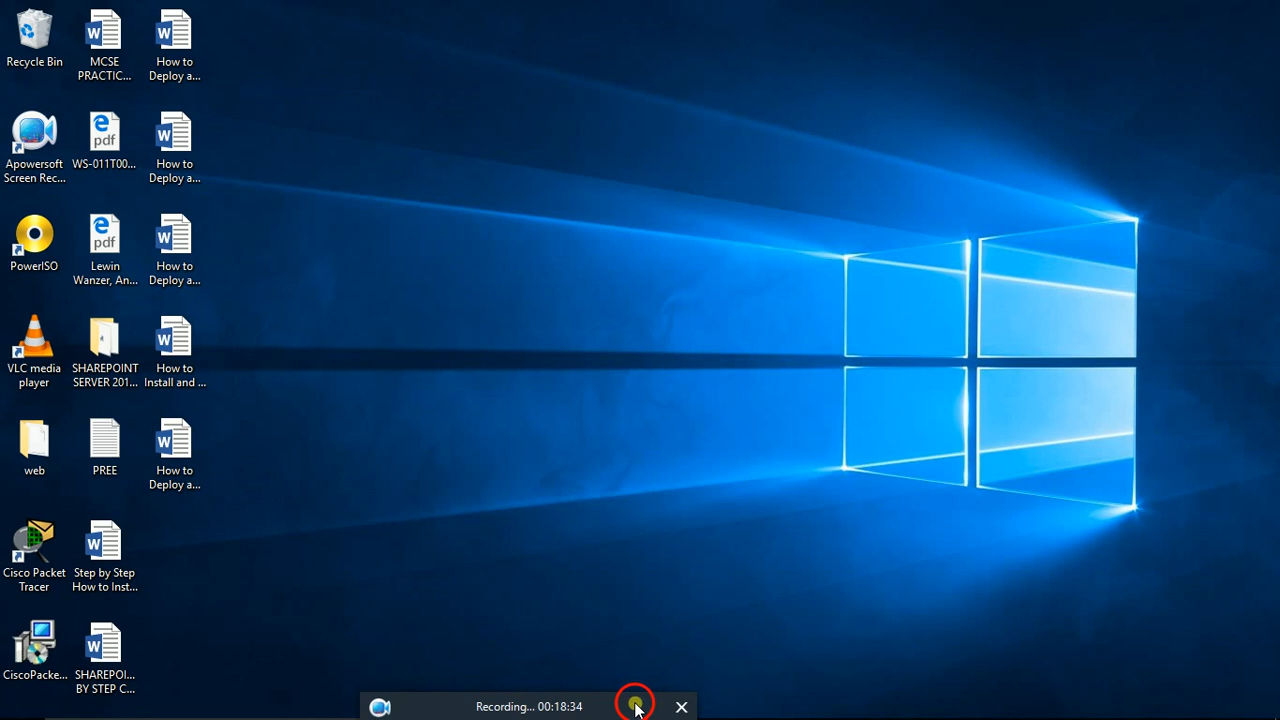 Recycle Bin
MCSE
PRACTIC...
How to
Deploy a...
Apowersoft
Screen Rec...
pdf
WS-011T00...
How to
Deploy a...
PowerISO
pdf
Lewin
Wanzer, An...
How to
Deploy a...
VLC media
player
SHAREPOINT
SERVER 201...
How to
Install and ...
web
PREE
How to
Deploy a...
Cisco Packet
Tracer
Step by Step
How to Inst...
CiscoPacke...
SHAREPOI...
BY STEP C...
Recording... 00:18:34